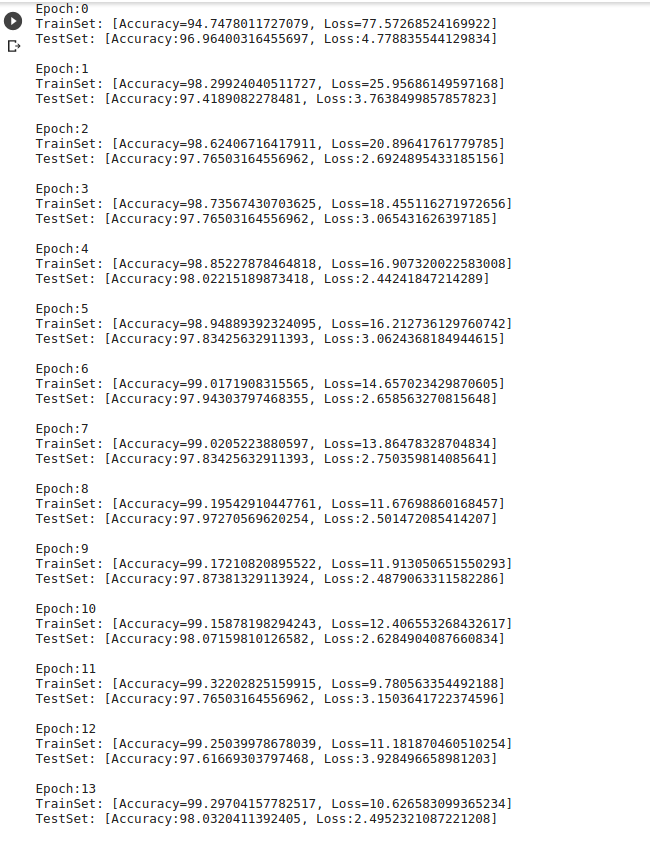 Epoch:0
TrainSet: [Accuracy=94.7478011727079, Loss=77.57268524169922]
TestSet: [Accuracy=96.96400316455697, Loss:4.778835544129834]
Epoch:1
TrainSet: [Accuracy=98.29924040511727, Loss=25.95686149597168]
TestSet: [Accuracy:97.4189082278481, Loss:3.7638499857857823]
Epoch:2
TrainSet: [Accuracy=98.62406716417911, Loss=20.89641761779785]
TestSet: [Accuracy:97.76503164556962, Loss:2.6924895433185156]
Epoch:3
TrainSet: [Accuracy=98.73567430703625, Loss=18.455116271972656]
TestSet: [Accuracy:97.76503164556962, Loss:3.065431626397185]
Epoch:4
TrainSet: [Accuracy=98.85227878464818, Loss=16.907320022583008]
TestSet: [Accuracy:98.02215189873418, Loss:2.44241847214289]
Epoch:5
TrainSet: [Accuracy=98.94889392324095, Loss=16.212736129760742]
TestSet: [Accuracy:97.83425632911393, Loss:3.0624368184944615]
Epoch:6
TrainSet: [Accuracy=99.0171908315565, Loss=14.657023429870605]
TestSet: [Accuracy:97.94303797468355, Loss:2.658563270815648]
Epoch:7
TrainSet: [Accuracy=99.0205223880597, Loss=13.86478328704834]
TestSet: [Accuracy:97.83425632911393, Loss:2.750359814085641]
Epoch:8
TrainSet: [Accuracy=99.19542910447761, Loss=11.67698860168457]
TestSet: [Accuracy:97.97270569620254, Loss:2.501472085414207]
Epoch:9
TrainSet: [Accuracy=99.17210820895522, Loss=11.913050651550293]
TestSet: [Accuracy:97.87381329113924, Loss:2.4879063311582286]
Epoch:10
TrainSet: [Accuracy=99.15878198294243, Loss=12.406553268432617]
TestSet: [Accuracy:98.07159810126582, Loss:2.6284904087660834]
Epoch:11
TrainSet: [Accuracy=99.32202825159915, Loss=9.780563354492188]
TestSet: [Accuracy:97.76503164556962, Loss:3.1503641722374596]
Epoch:12
TrainSet: [Accuracy=99.25039978678039, Loss=11.181870460510254]
TestSet: [Accuracy:97.61669303797468, Loss:3.928496658981203]
Epoch:13
TrainSet: [Accuracy=99.29704157782517, Loss=10.626583099365234]
TestSet: [Accuracy:98.0320411392405, Loss:2.4952321087221208]